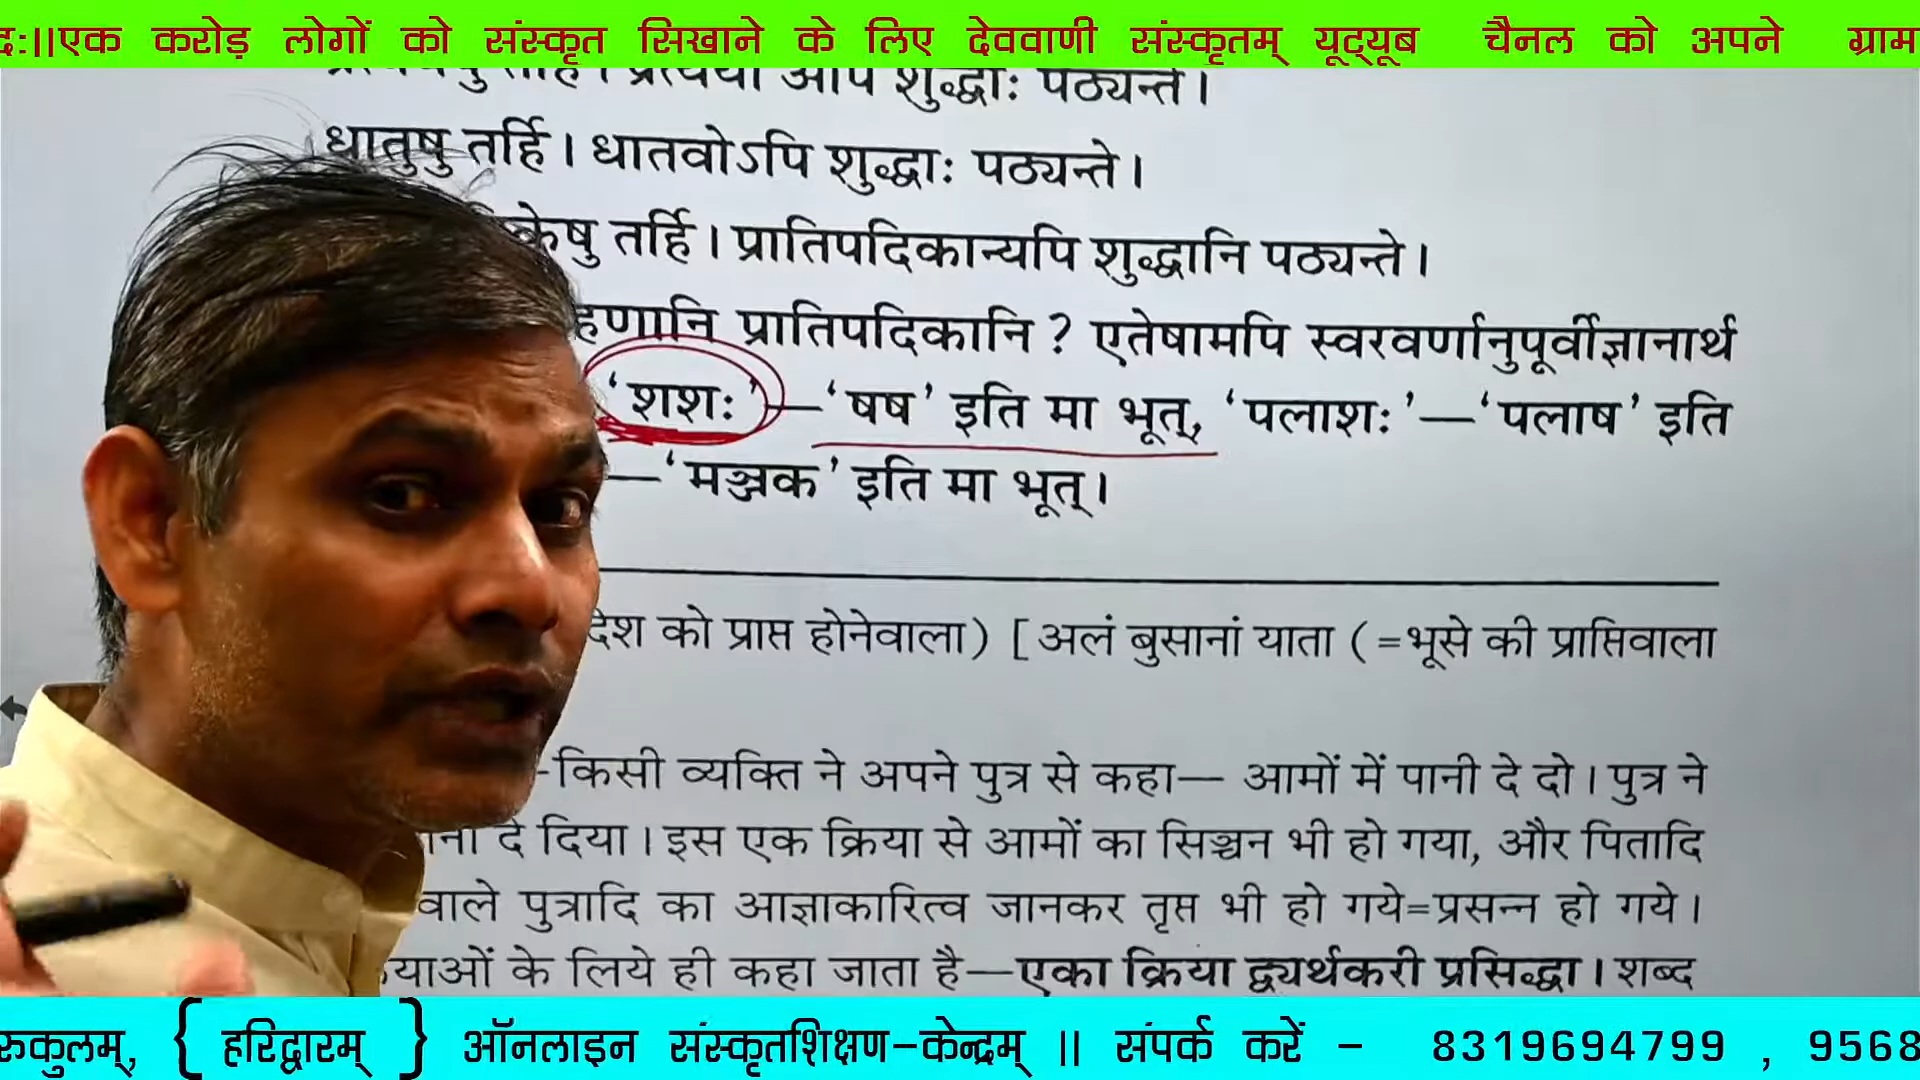 एक करोड़ लोगों को संस्कृत सिखाने के लिए देववाणी संस्कृतम् यूट्यूब चैनल को अपने ग्राम
शुद्धाः पठ्यन्ते।
धातुषु तर्हि। धातवोऽपि शुद्धाः पठ्यन्ते।
तर्हि। प्रातिपदिकान्यपि शुद्धानि पठ्यन्ते।
प्रातिपदिकानि ? एतेषामपि स्वरवर्णानुपूर्वीज्ञानार्थ
‘शशः’—‘षष’ इति मा भूत्, ‘पलाशः’—‘पलाष’ इति
—‘मञ्जक’ इति मा भूत्।
को प्राप्त होनेवाला) [अलं बुसानां याता (=भूसे की प्राप्तिवाला
-किसी व्यक्ति ने अपने पुत्र से कहा— आमों में पानी दे दो। पुत्र ने
दे दिया। इस एक क्रिया से आमों का सिञ्चन भी हो गया, और पितादि
वाले पुत्रादि का आज्ञाकारित्व जानकर तृप्त भी हो गये=प्रसन्न हो गये।
के लिये ही कहा जाता है—एका क्रिया द्व्यर्थकरी प्रसिद्धा। शब्द
{ हरिद्वारम् } ऑनलाइन संस्कृतशिक्षण-केन्द्रम् || संपर्क करें - 8319694799 , 9568